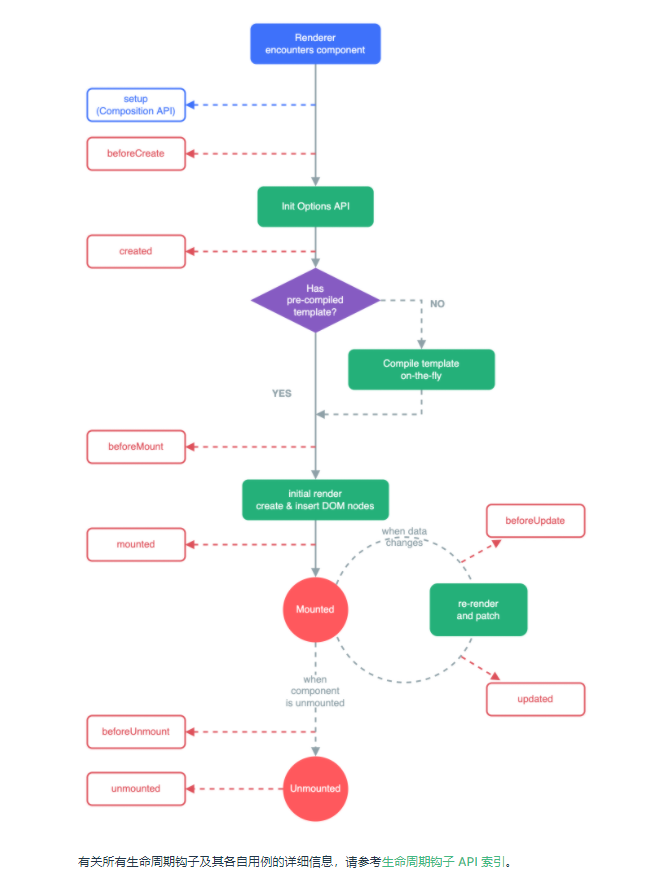 Renderer
encounters component
setup
(Composition API)
beforeCreate
Init Options API
created
Has
pre-compiled
template?
NO
Compile template
on-the-fly
YES
beforeMount
initial render
create & insert DOM nodes
beforeUpdate
when data
changes
mounted
Mounted
re-render
and patch
when
component
is unmounted
updated
beforeUnmount
unmounted
Unmounted
有关所有生命周期钩子及其各自用例的详细信息，请参考生命周期钩子 API 索引。